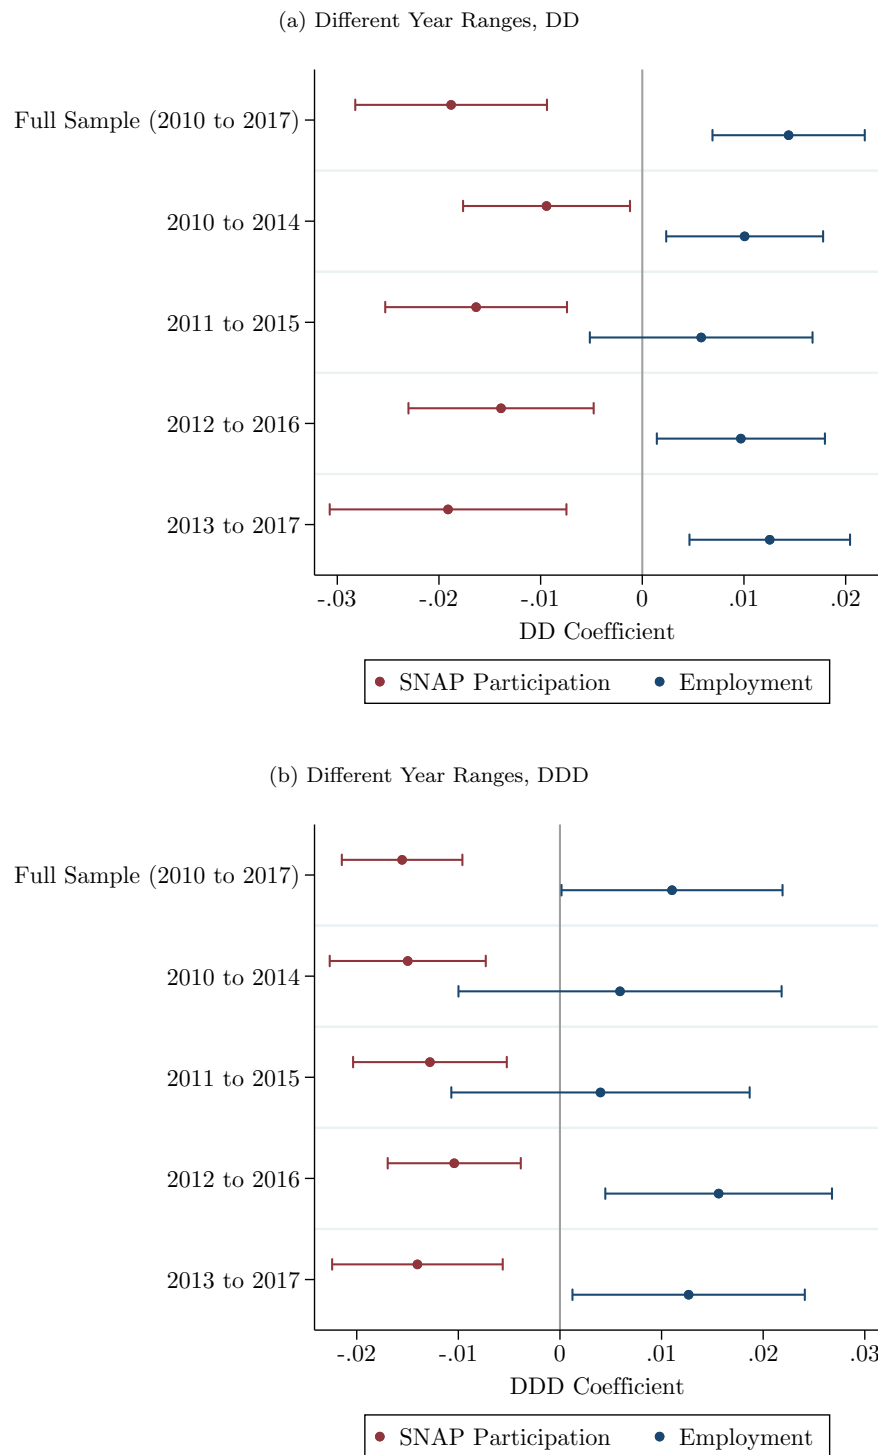 (a) Different Year Ranges, DD
Full Sample (2010 to 2017)
2010 to 2014
2011 to 2015
2012 to 2016
2013 to 2017
-.03 -.02 -.01 0 .01 .02
DD Coefficient
SNAP Participation Employment
(b) Different Year Ranges, DDD
Full Sample (2010 to 2017)
2010 to 2014
2011 to 2015
2012 to 2016
2013 to 2017
-.02 -.01 0 .01 .02 .03
DDD Coefficient
SNAP Participation Employment